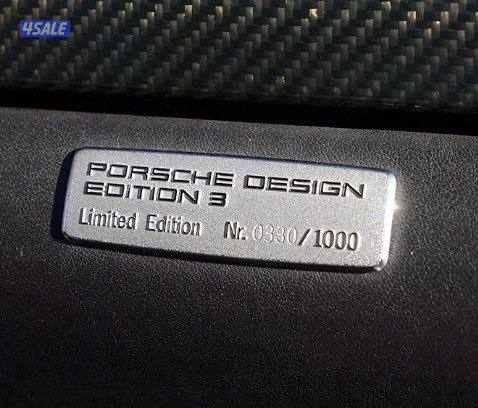 4SALE
PORSCHE DESIGN
EDITION 3
Limited Edition Nr. 0330/1000